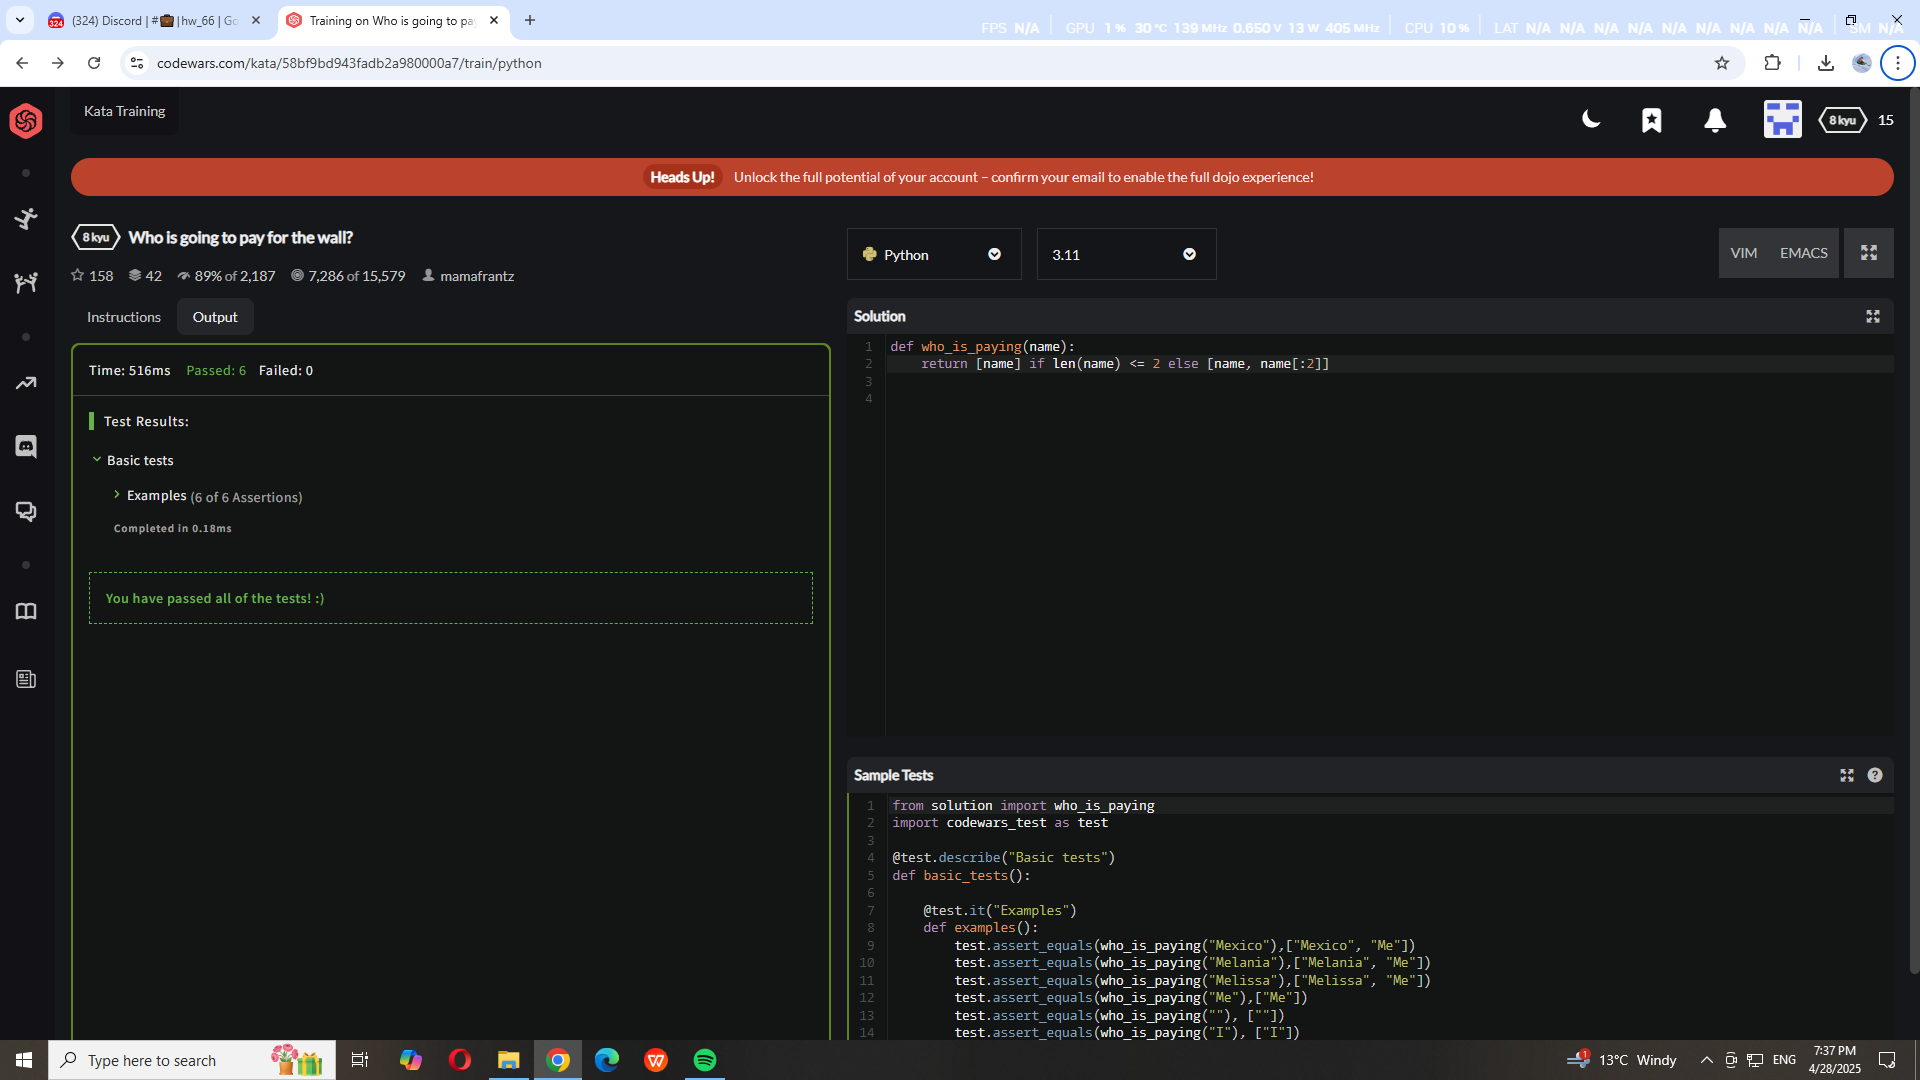 (324) Discord | #💼|hw_66 | Go
Training on Who is going to pa
FPS N/A GPU 1 % 30 °C 139 MHz 0.650 V 13 W 405 MHz CPU 10 % LAT N/A N/A N/A N/A N/A N/A N/A N/A N/A SM N/A
codewars.com/kata/58bf9bd943fadb2a980000a7/train/python
Kata Training
8 kyu 15
Heads Up! Unlock the full potential of your account – confirm your email to enable the full dojo experience!
8 kyu Who is going to pay for the wall?
158 42 89% of 2,187 7,286 of 15,579 mamafrantz
Python 3.11 VIM EMACS
Instructions Output
Time: 516ms Passed: 6 Failed: 0
Test Results:
Basic tests
Examples (6 of 6 Assertions)
Completed in 0.18ms
You have passed all of the tests! :)
Solution
1 def who_is_paying(name):
2     return [name] if len(name) <= 2 else [name, name[:2]]
3
4
Sample Tests
1 from solution import who_is_paying
2 import codewars_test as test
3
4 @test.describe("Basic tests")
5 def basic_tests():
6
7     @test.it("Examples")
8     def examples():
9         test.assert_equals(who_is_paying("Mexico"),["Mexico", "Me"])
10         test.assert_equals(who_is_paying("Melania"),["Melania", "Me"])
11         test.assert_equals(who_is_paying("Melissa"),["Melissa", "Me"])
12         test.assert_equals(who_is_paying("Me"),["Me"])
13         test.assert_equals(who_is_paying(""), [""])
14         test.assert_equals(who_is_paying("I"), ["I"])
Type here to search
1 13°C Windy ENG
7:37 PM
4/28/2025